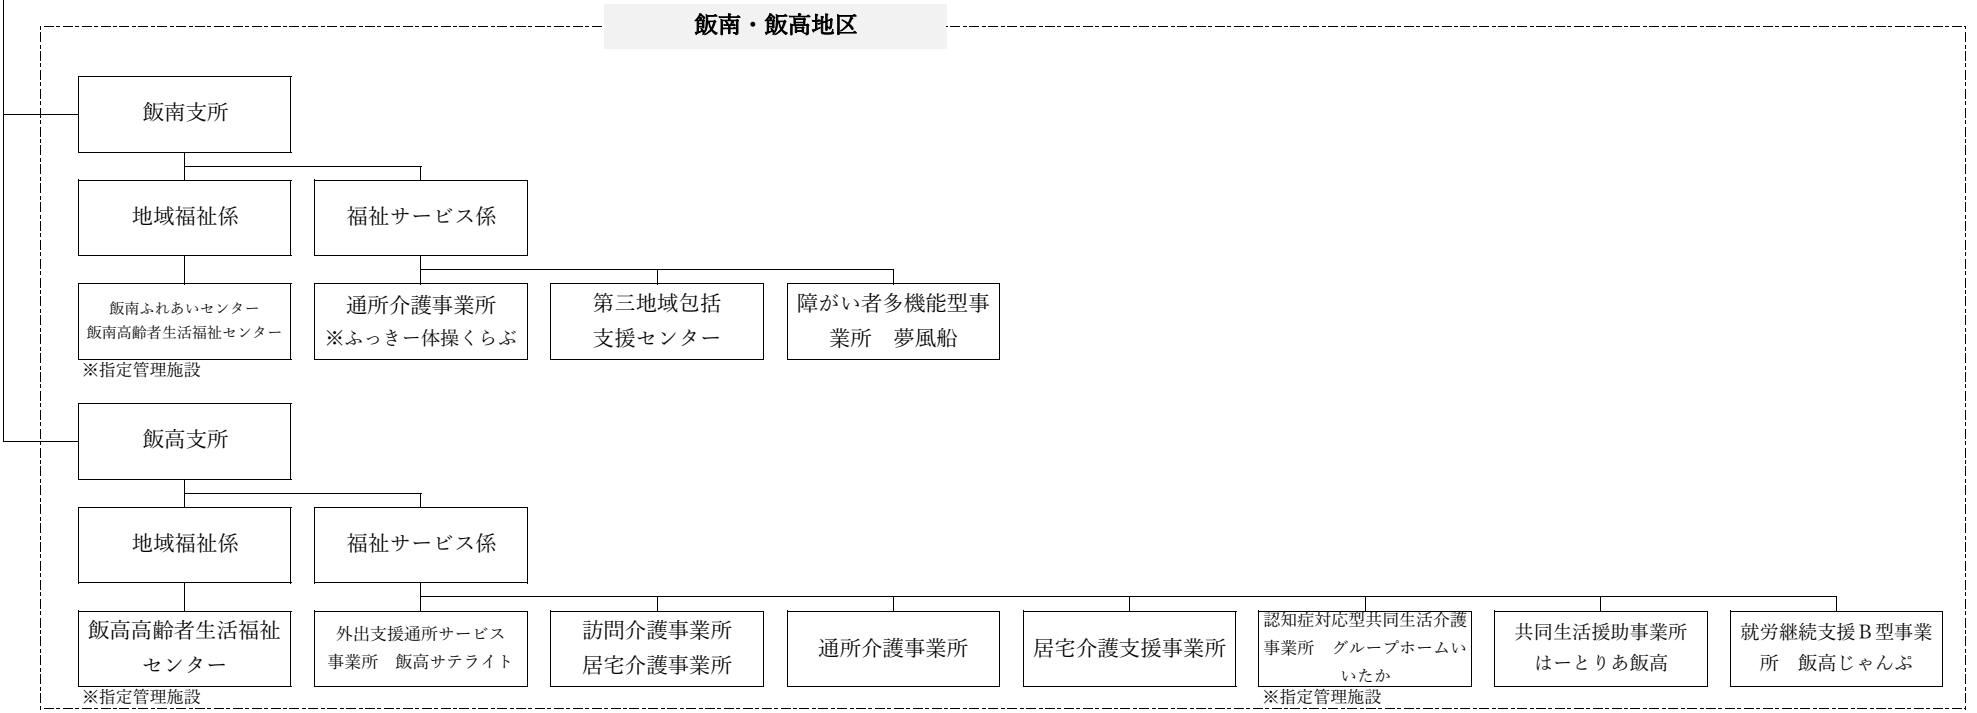 飯南・飯高地区
飯南支所
地域福祉係
福祉サービス係
飯南ふれあいセンター
飯南高齢者生活福祉センター
※指定管理施設
通所介護事業所
※ふっきー体操くらぶ
第三地域包括
支援センター
障がい者多機能型事
業所　夢風船
飯高支所
地域福祉係
福祉サービス係
飯高高齢者生活福祉
センター
※指定管理施設
外出支援通所サービス
事業所　飯高サテライト
訪問介護事業所
居宅介護事業所
通所介護事業所
居宅介護支援事業所
認知症対応型共同生活介護
事業所　グループホームい
いたか
※指定管理施設
共同生活援助事業所
はーとりあ飯高
就労継続支援Ｂ型事業
所　飯高じゃんぷ